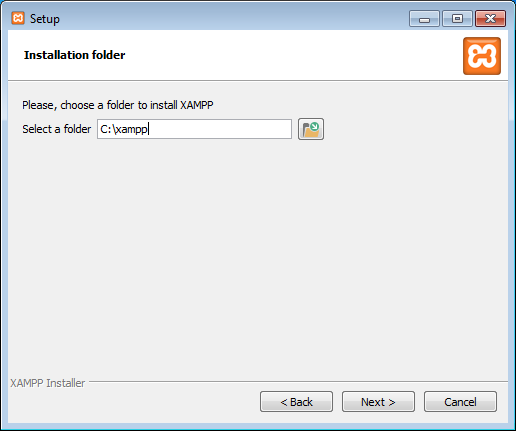 Setup
Installation folder
Please, choose a folder to install XAMPP
Select a folder C:\xampp
XAMPP Installer
< Back Next > Cancel